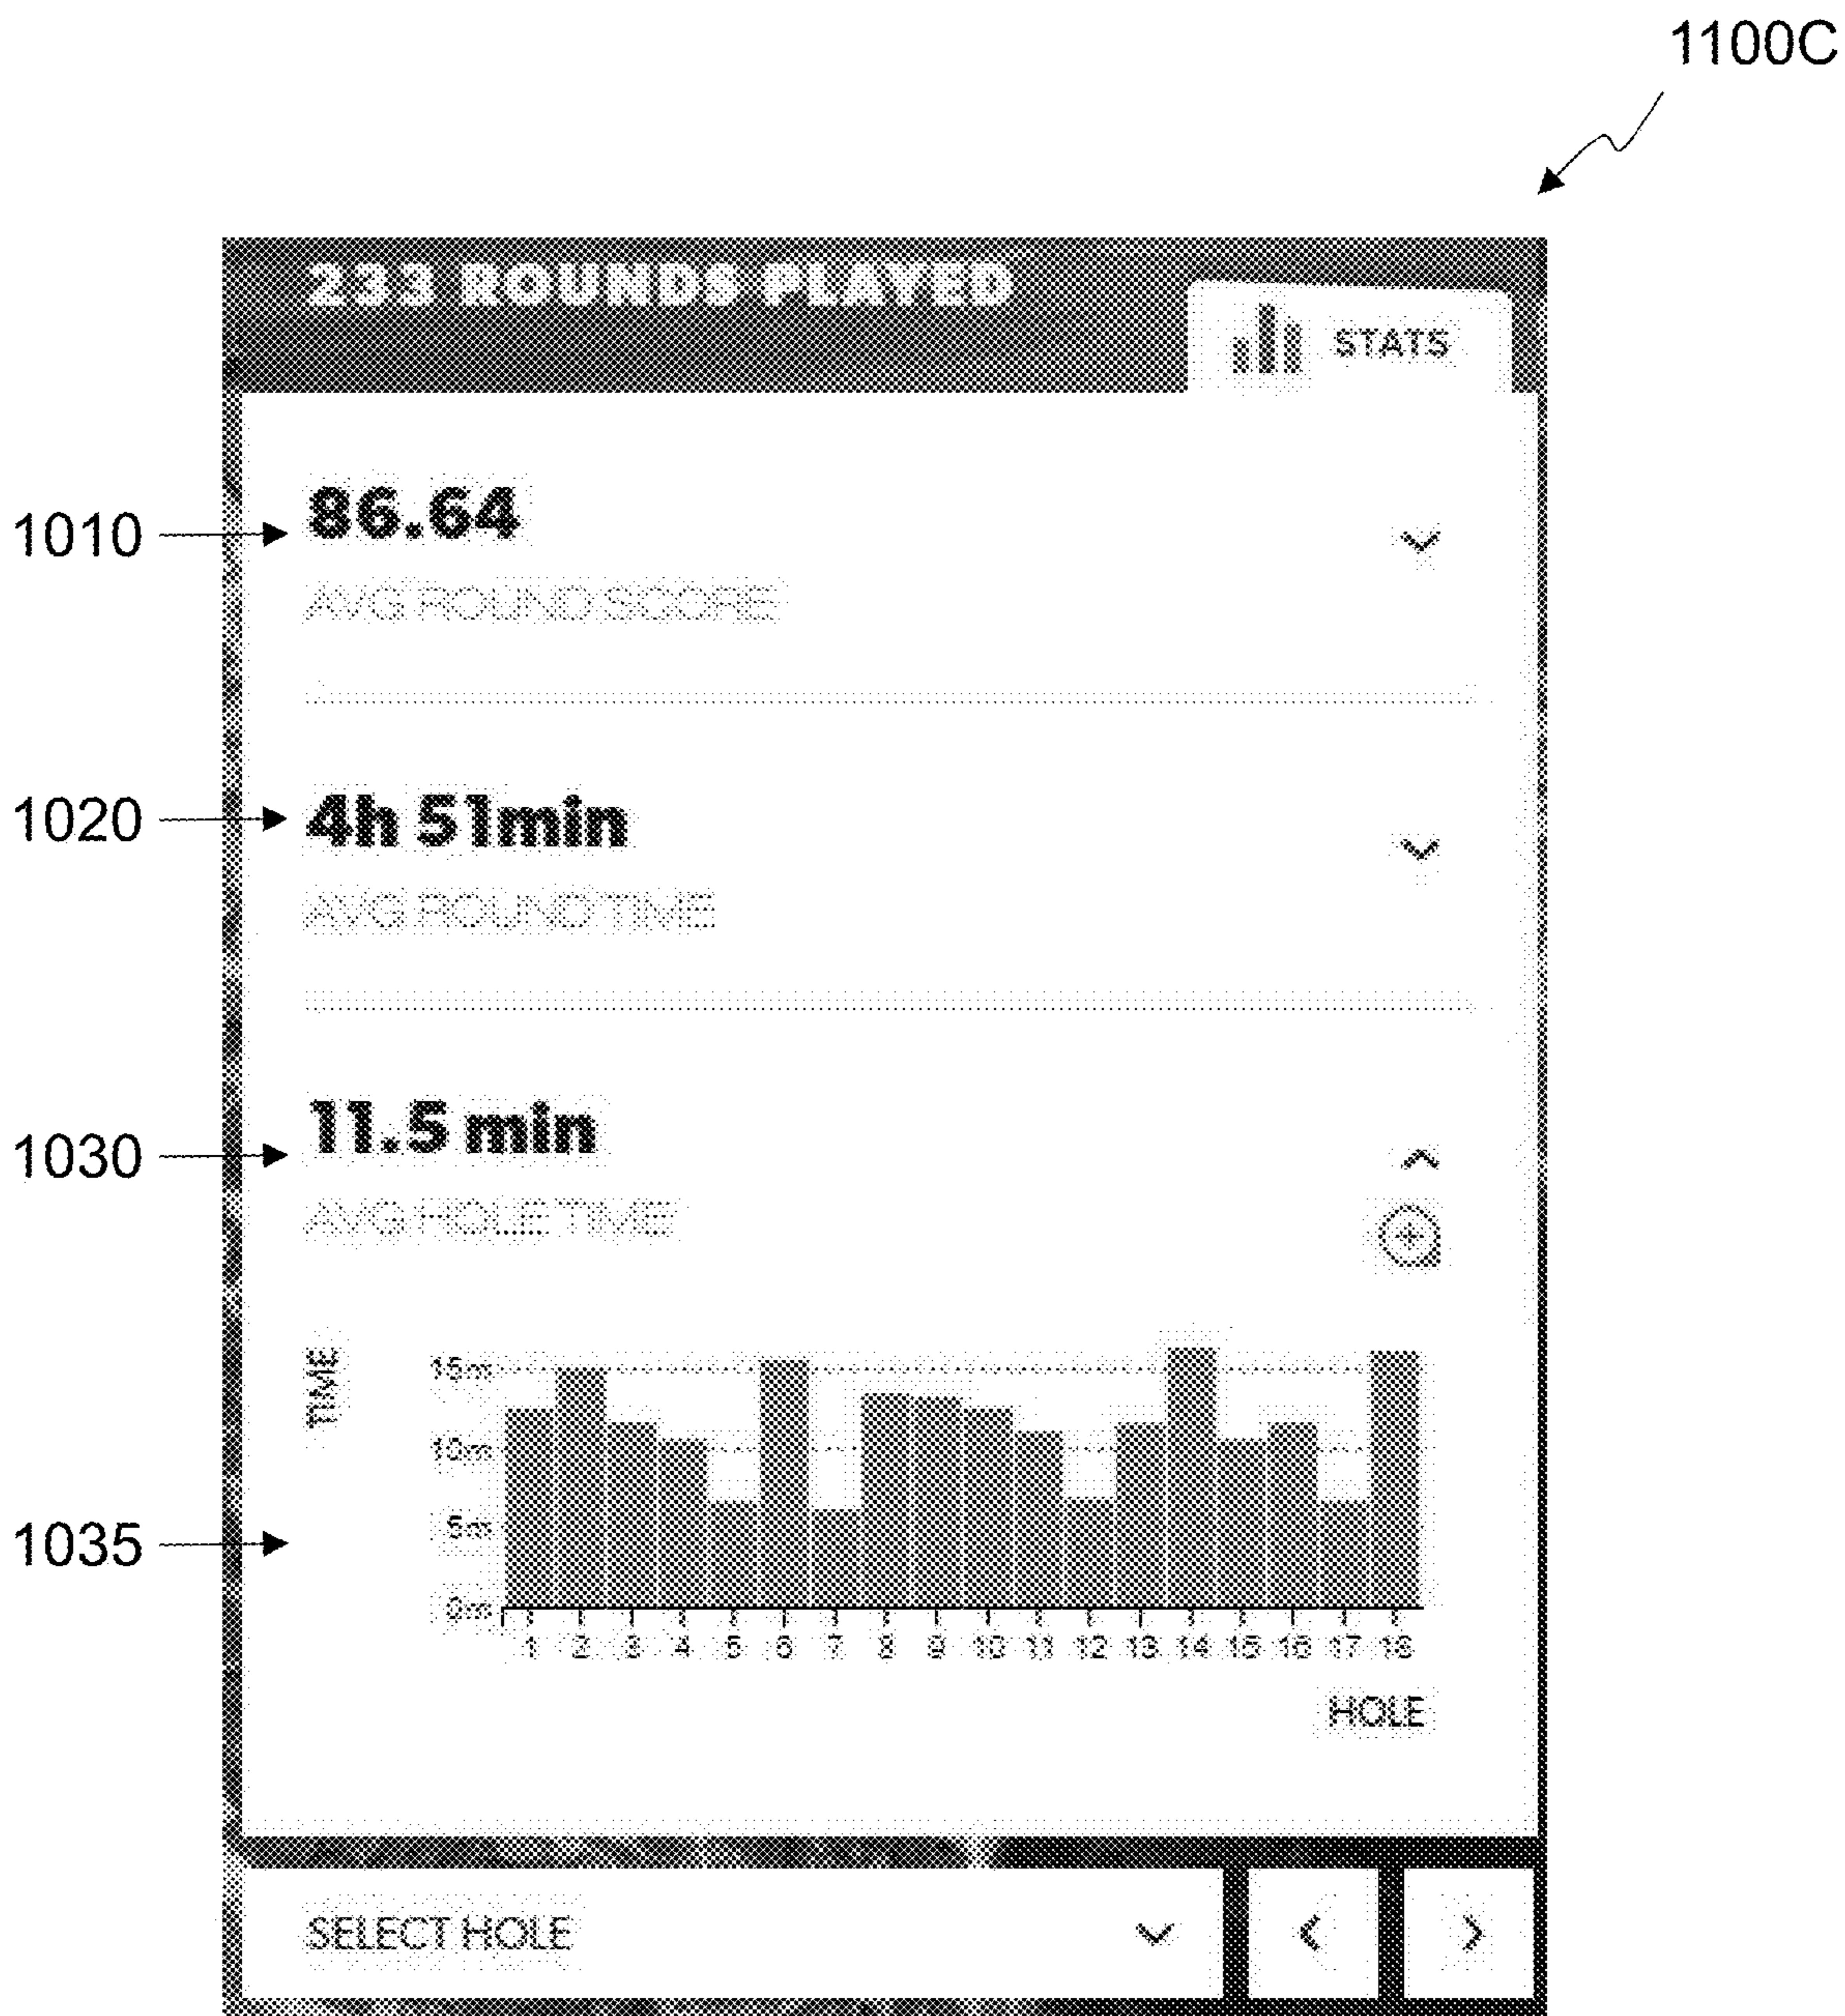 1100C
233 ROUNDS PLAYED
STATS
1010
86.64
AVG ROUND SCORE
1020
4h 51min
AVG ROUND TIME
1030
11.5 min
AVG HOLE TIME
TIME
15m
10m
1035
5m
0m
1 2 3 4 5 6 7 8 9 10 11 12 13 14 15 16 17 18
HOLE
SELECT HOLE